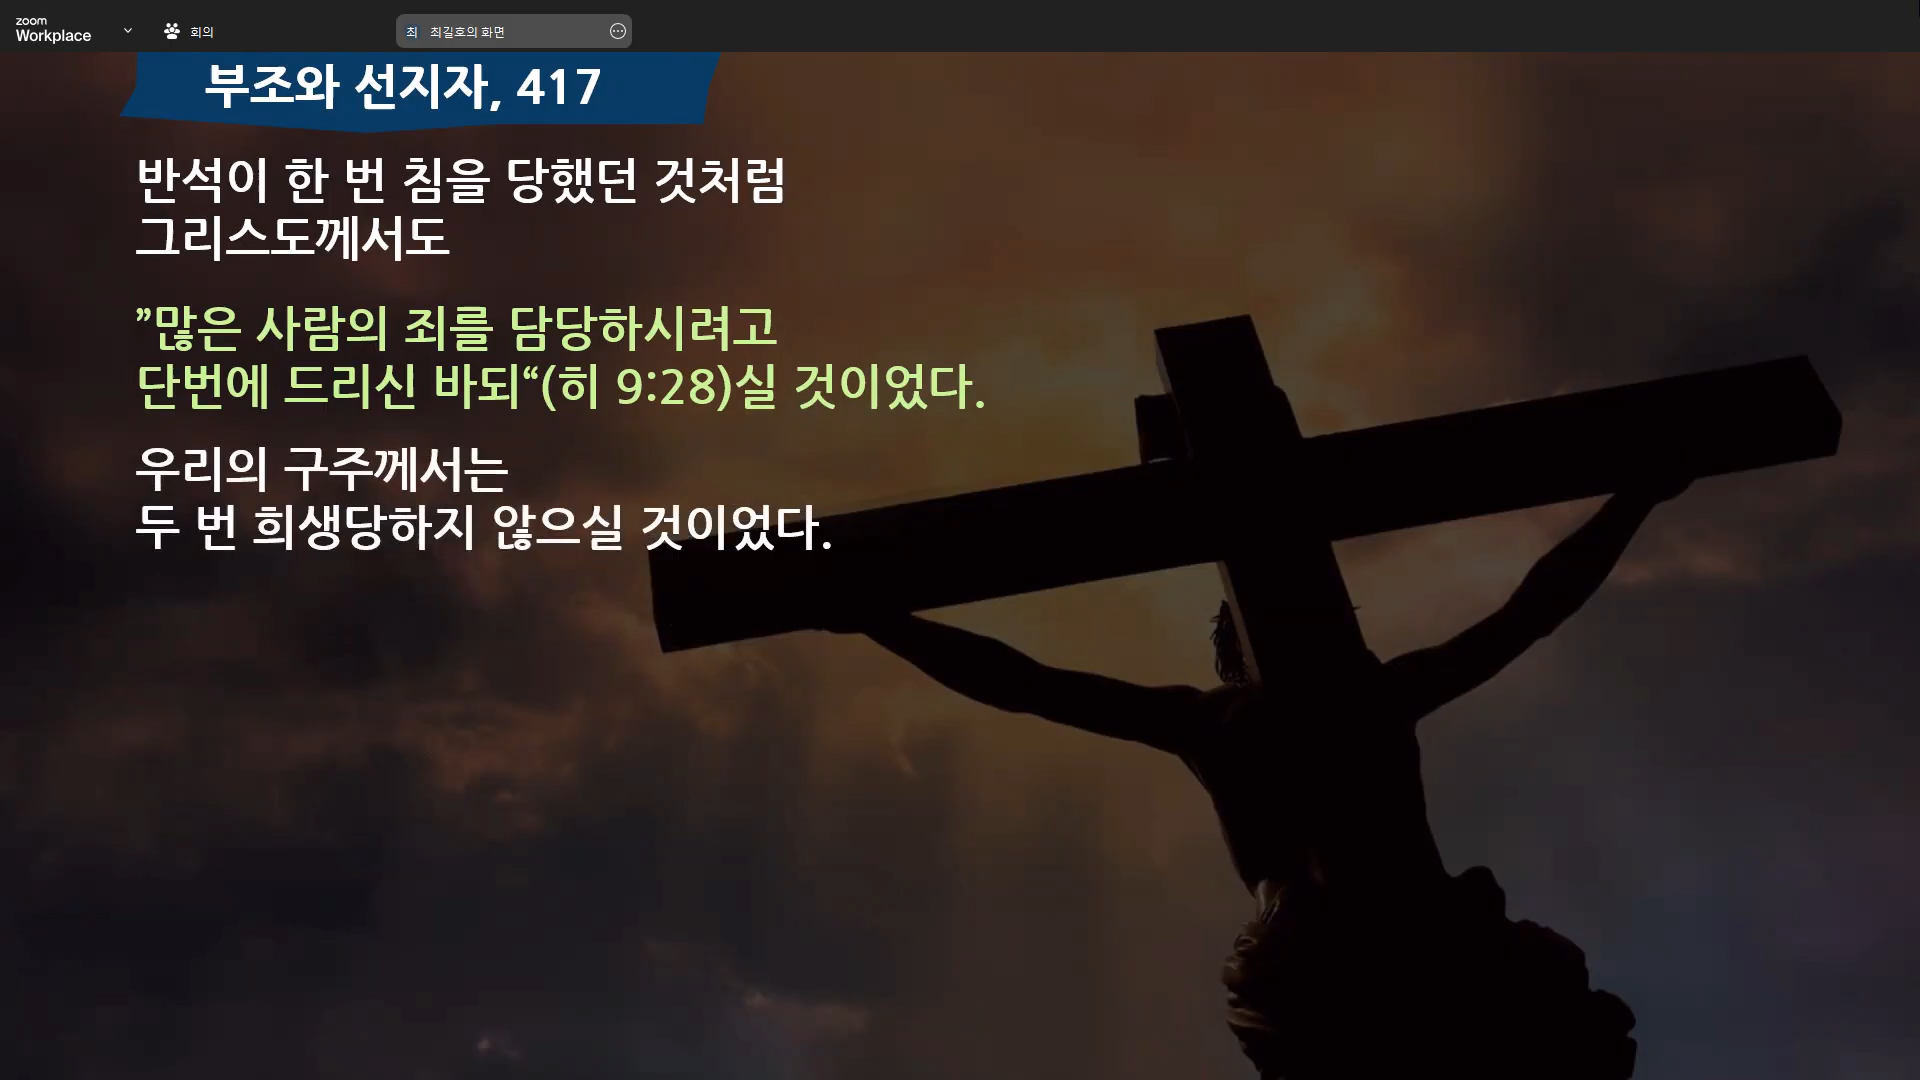 zoom
Workplace
회의
최 최길호의 화면
부조와 선지자, 417
반석이 한 번 침을 당했던 것처럼
그리스도께서도
”많은 사람의 죄를 담당하시려고
단번에 드리신 바되“(히 9:28)실 것이었다.
우리의 구주께서는
두 번 희생당하지 않으실 것이었다.